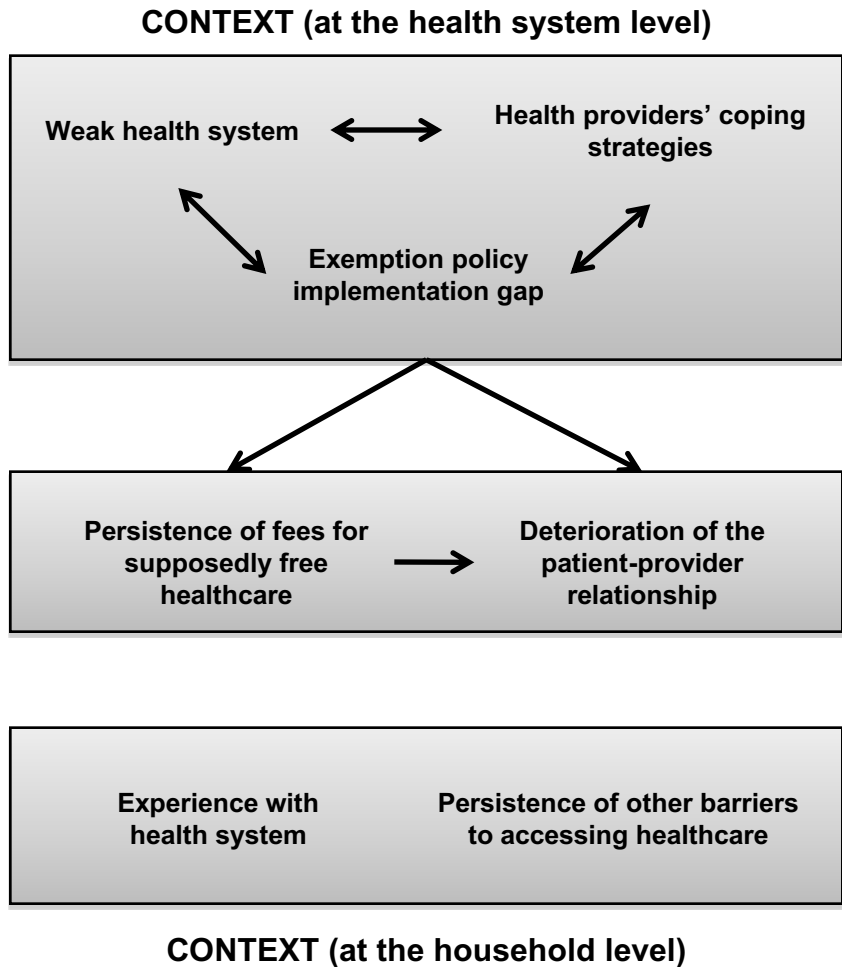 CONTEXT (at the health system level)
Weak health system
Health providers’ coping
strategies
Exemption policy
implementation gap
Persistence of fees for
supposedly free
healthcare
Deterioration of the
patient-provider
relationship
Experience with
health system
Persistence of other barriers
to accessing healthcare
CONTEXT (at the household level)